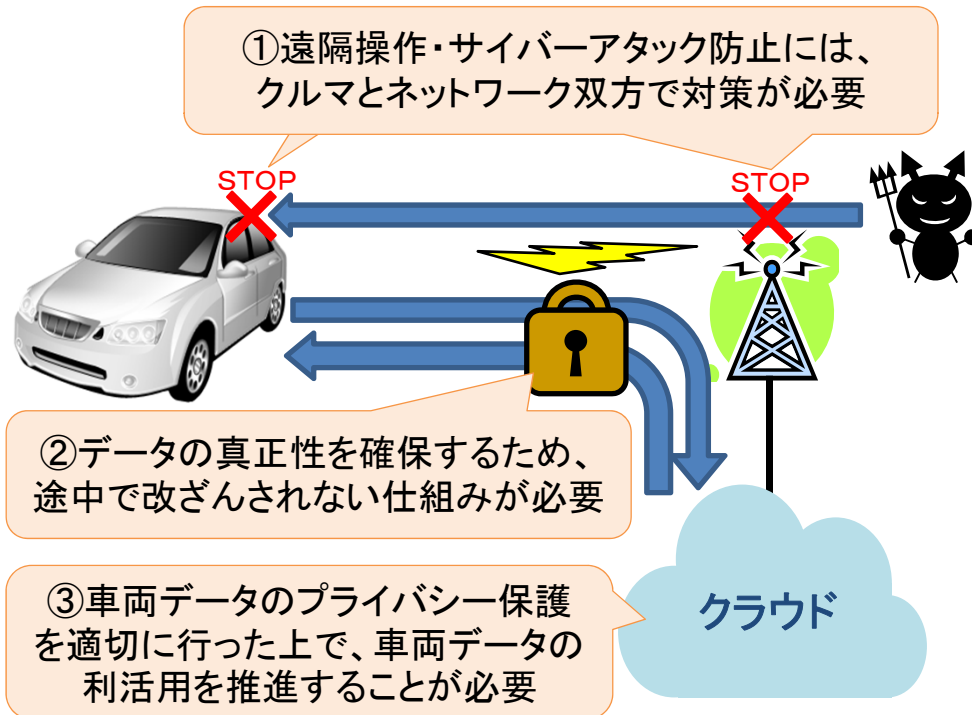 ①遠隔操作・サイバーアタック防止には、
クルマとネットワーク双方で対策が必要
STOP
STOP
②データの真正性を確保するため、
途中で改ざんされない仕組みが必要
③車両データのプライバシー保護
を適切に行った上で、車両データの
利活用を推進することが必要
クラウド